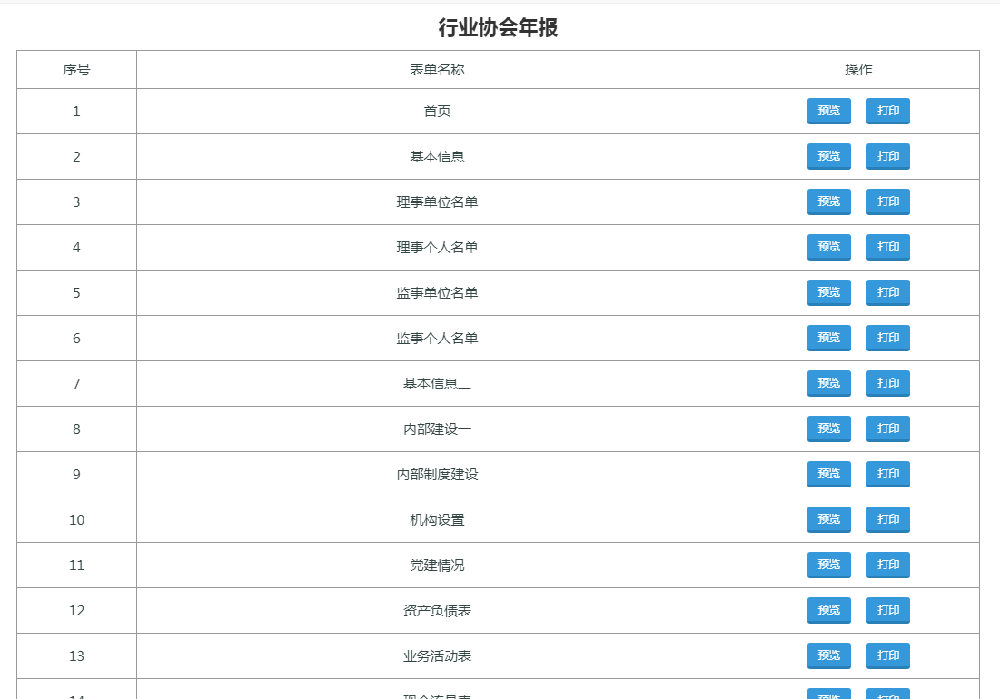 行业协会年报
序号 表单名称 操作
1 首页 预览 打印
2 基本信息 预览 打印
3 理事单位名单 预览 打印
4 理事个人名单 预览 打印
5 监事单位名单 预览 打印
6 监事个人名单 预览 打印
7 基本信息二 预览 打印
8 内部建设一 预览 打印
9 内部制度建设 预览 打印
10 机构设置 预览 打印
11 党建情况 预览 打印
12 资产负债表 预览 打印
13 业务活动表 预览 打印